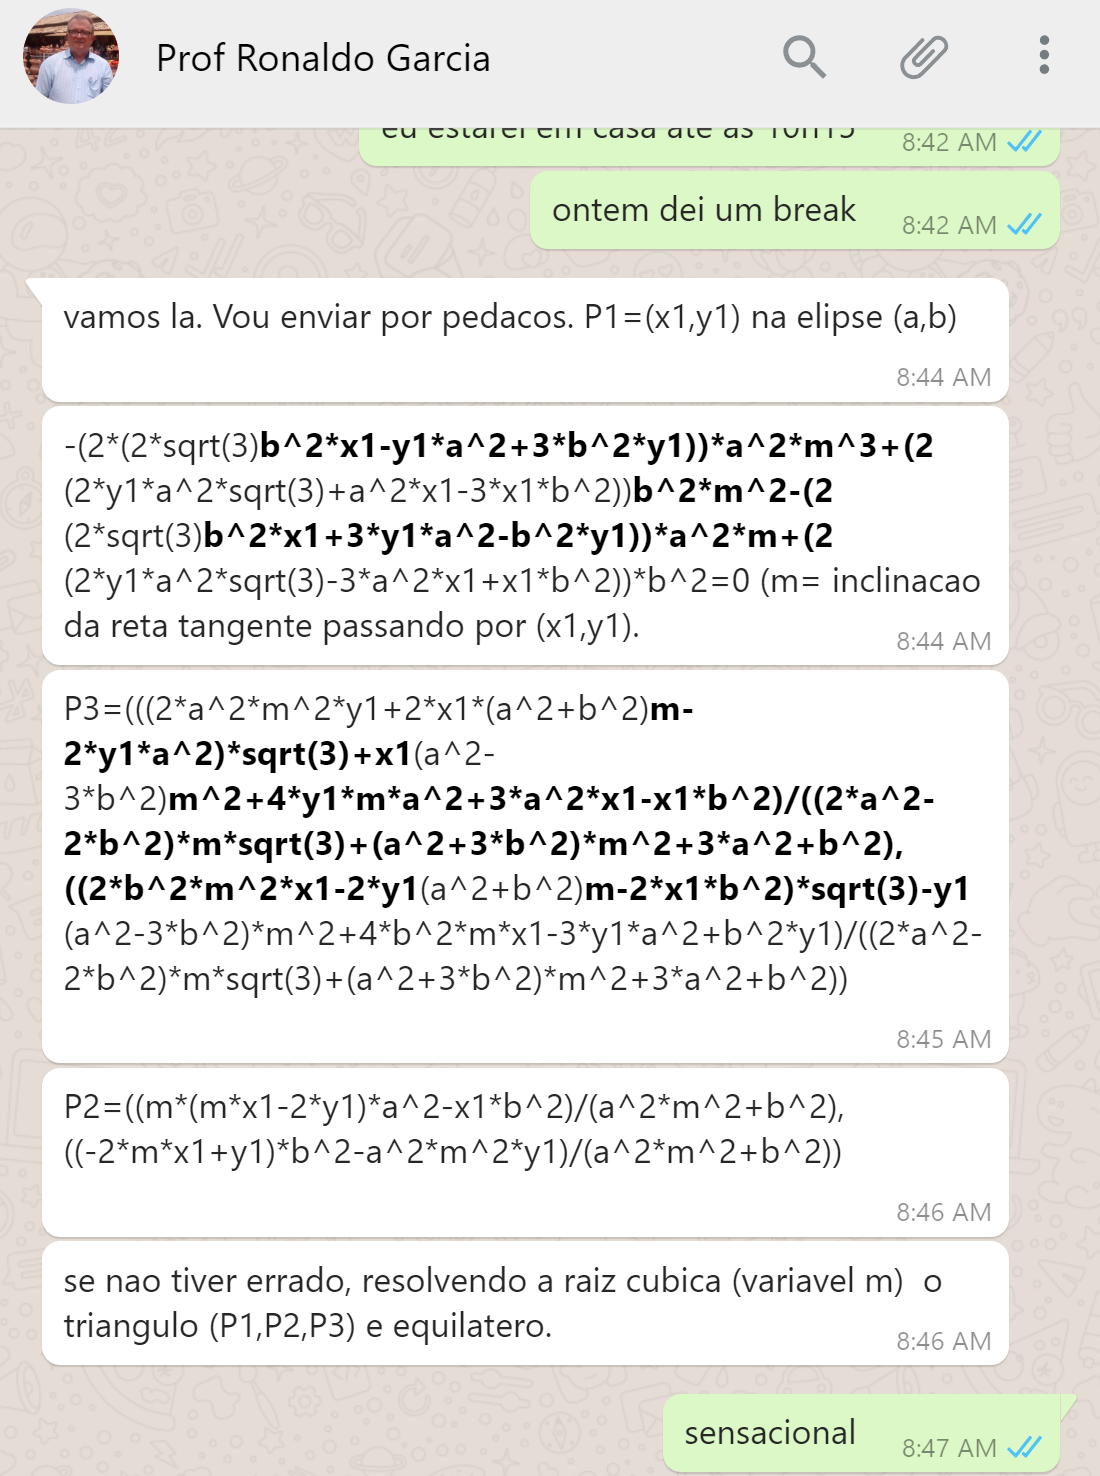 Prof Ronaldo Garcia
eu estarei em casa ate as 10h15
8:42 AM
ontem dei um break
8:42 AM
vamos la. Vou enviar por pedacos. P1=(x1,y1) na elipse (a,b)
8:44 AM
-(2*(2*sqrt(3)b^2*x1-y1*a^2+3*b^2*y1))*a^2*m^3+(2
(2*y1*a^2*sqrt(3)+a^2*x1-3*x1*b^2))b^2*m^2-(2
(2*sqrt(3)b^2*x1+3*y1*a^2-b^2*y1))*a^2*m+(2
(2*y1*a^2*sqrt(3)-3*a^2*x1+x1*b^2))*b^2=0 (m= inclinacao
da reta tangente passando por (x1,y1).
8:44 AM
P3=(((2*a^2*m^2*y1+2*x1*(a^2+b^2)m-
2*y1*a^2)*sqrt(3)+x1(a^2-
3*b^2)m^2+4*y1*m*a^2+3*a^2*x1-x1*b^2)/((2*a^2-
2*b^2)*m*sqrt(3)+(a^2+3*b^2)*m^2+3*a^2+b^2),
((2*b^2*m^2*x1-2*y1(a^2+b^2)m-2*x1*b^2)*sqrt(3)-y1
(a^2-3*b^2)*m^2+4*b^2*m*x1-3*y1*a^2+b^2*y1)/((2*a^2-
2*b^2)*m*sqrt(3)+(a^2+3*b^2)*m^2+3*a^2+b^2))
8:45 AM
P2=((m*(m*x1-2*y1)*a^2-x1*b^2)/(a^2*m^2+b^2),
((-2*m*x1+y1)*b^2-a^2*m^2*y1)/(a^2*m^2+b^2))
8:46 AM
se nao tiver errado, resolvendo a raiz cubica (variavel m) o
triangulo (P1,P2,P3) e equilatero.
8:46 AM
sensacional
8:47 AM